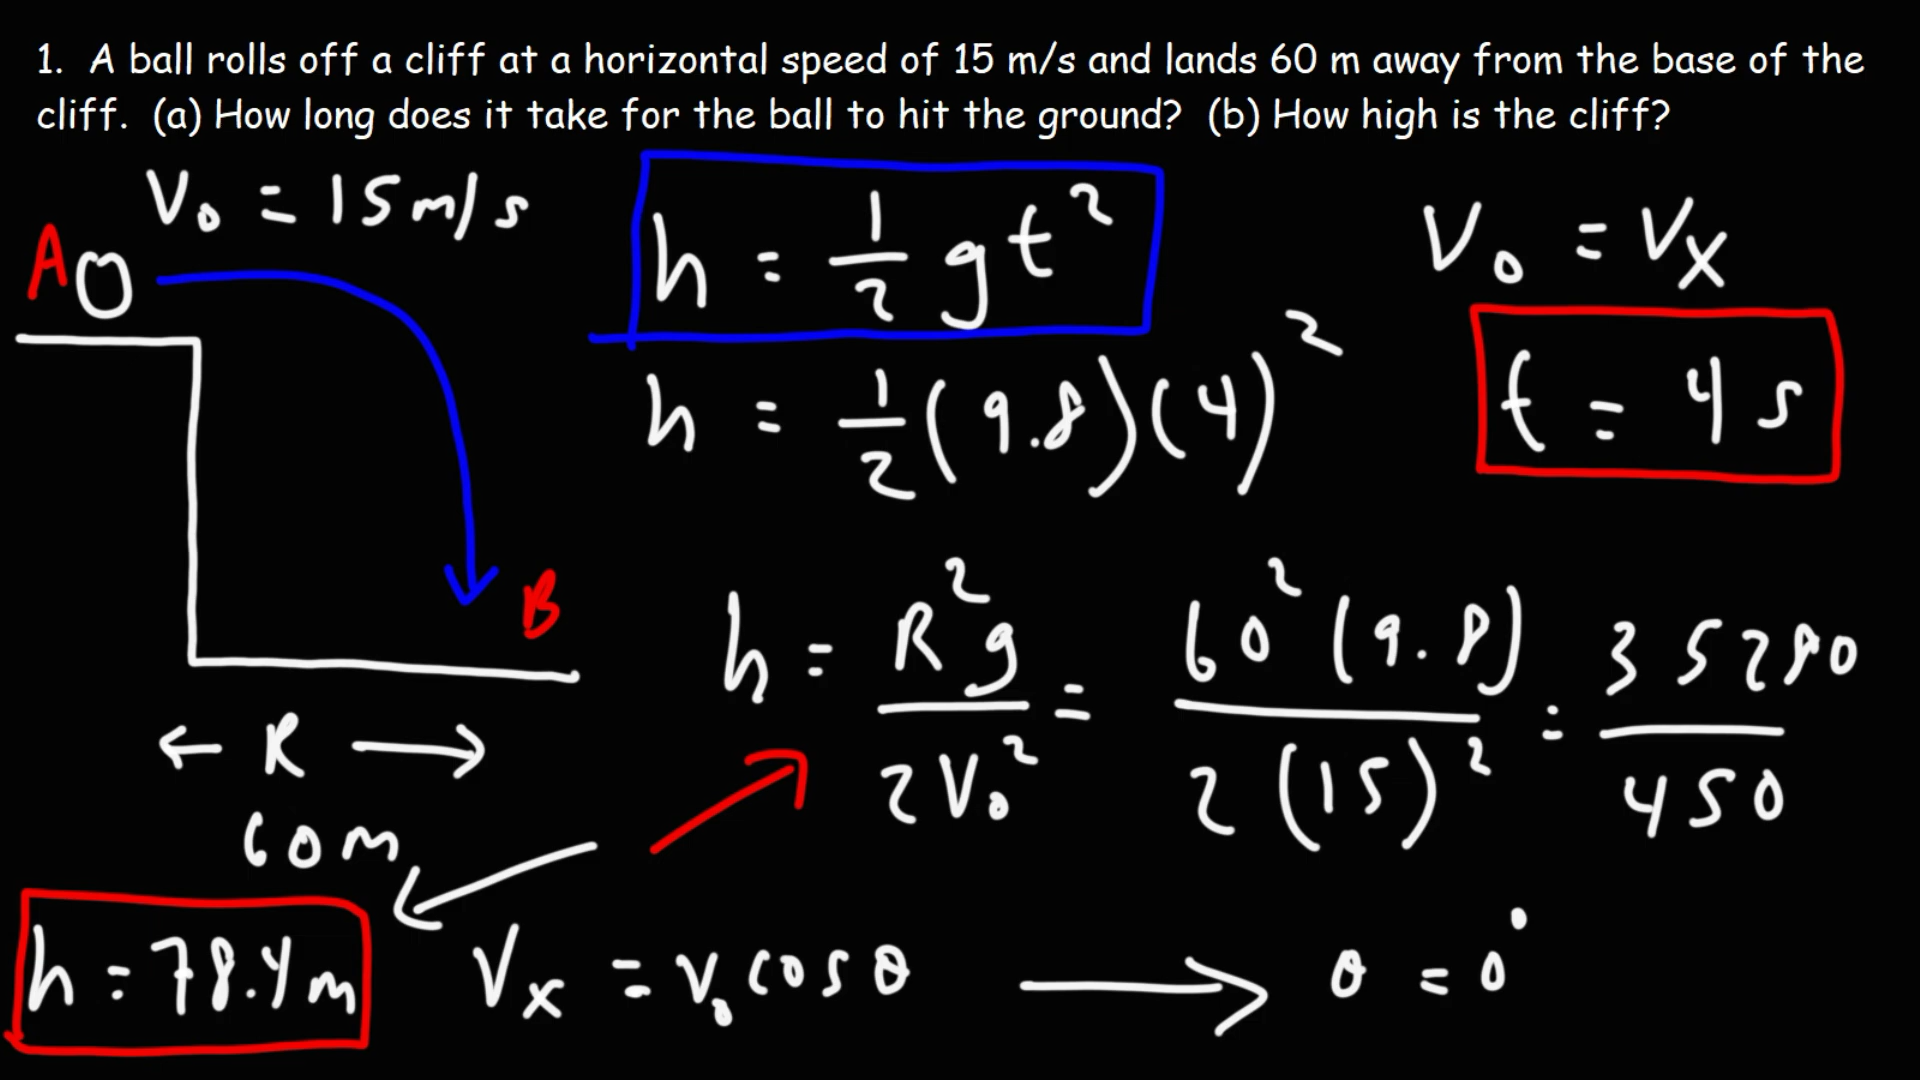 1. A ball rolls off a cliff at a horizontal speed of 15 m/s and lands 60 m away from the base of the
cliff. (a) How long does it take for the ball to hit the ground? (b) How high is the cliff?
V₀ = 15 m/s
A
B
← R →
60 m
h = 78.4 m
h = 1/2 gt²
h = 1/2 (9.8)(4)²
V₀ = Vx
t = 4 s
h = R²g / 2V₀² = 60²(9.8) / 2(15)² = 35280 / 450
Vx = V₀ cos θ → θ = 0°